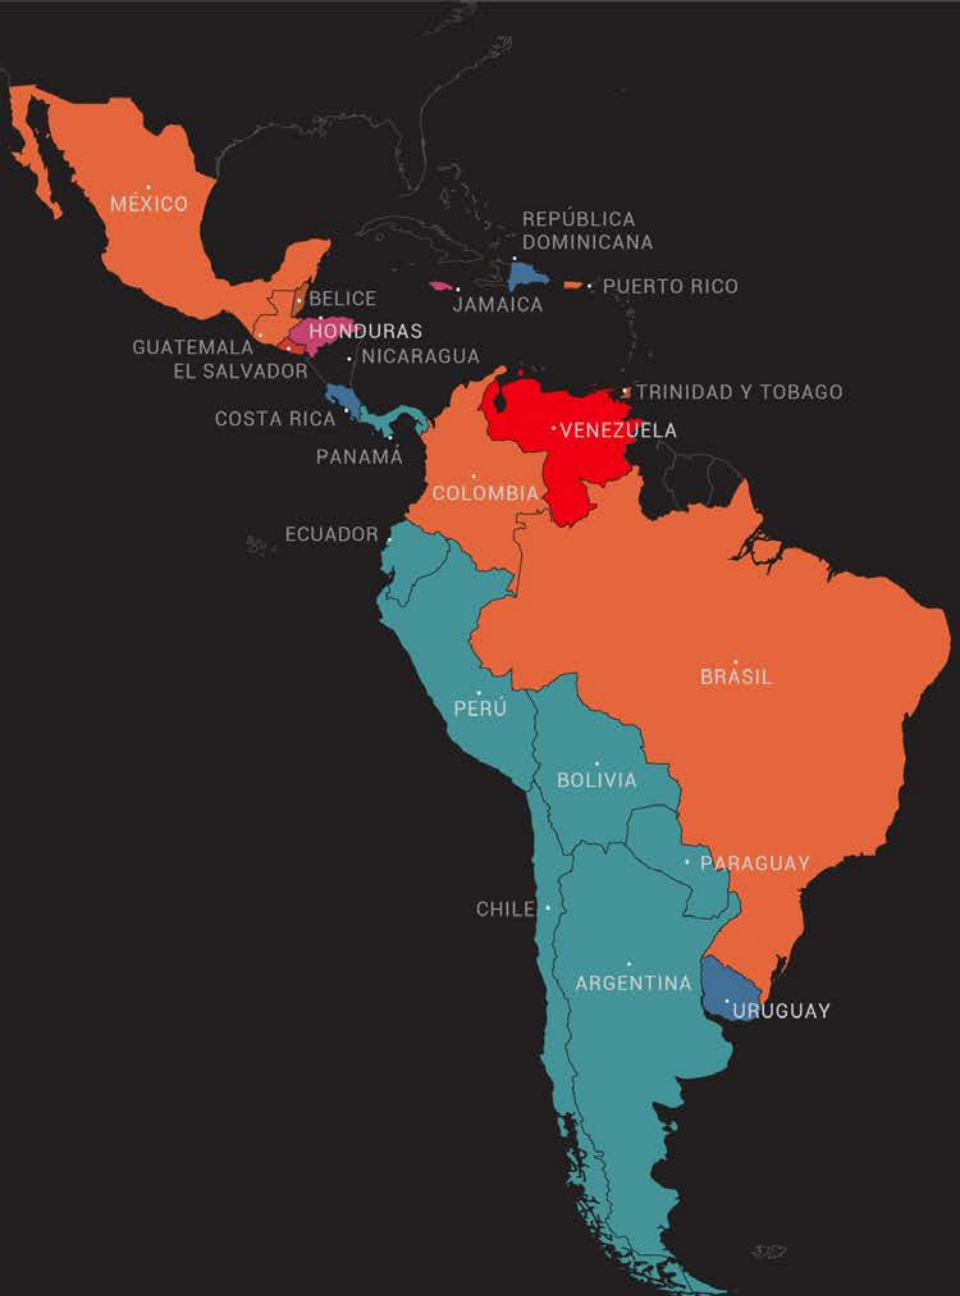 MÉXICO
REPÚBLICA
DOMINICANA
PUERTO RICO
BELICE
JAMAICA
HONDURAS
GUATEMALA
NICARAGUA
EL SALVADOR
TRINIDAD Y TOBAGO
COSTA RICA
VENEZUELA
PANAMÁ
COLOMBIA
ECUADOR
BRASIL
PERÚ
BOLIVIA
PARAGUAY
CHILE
ARGENTINA
URUGUAY